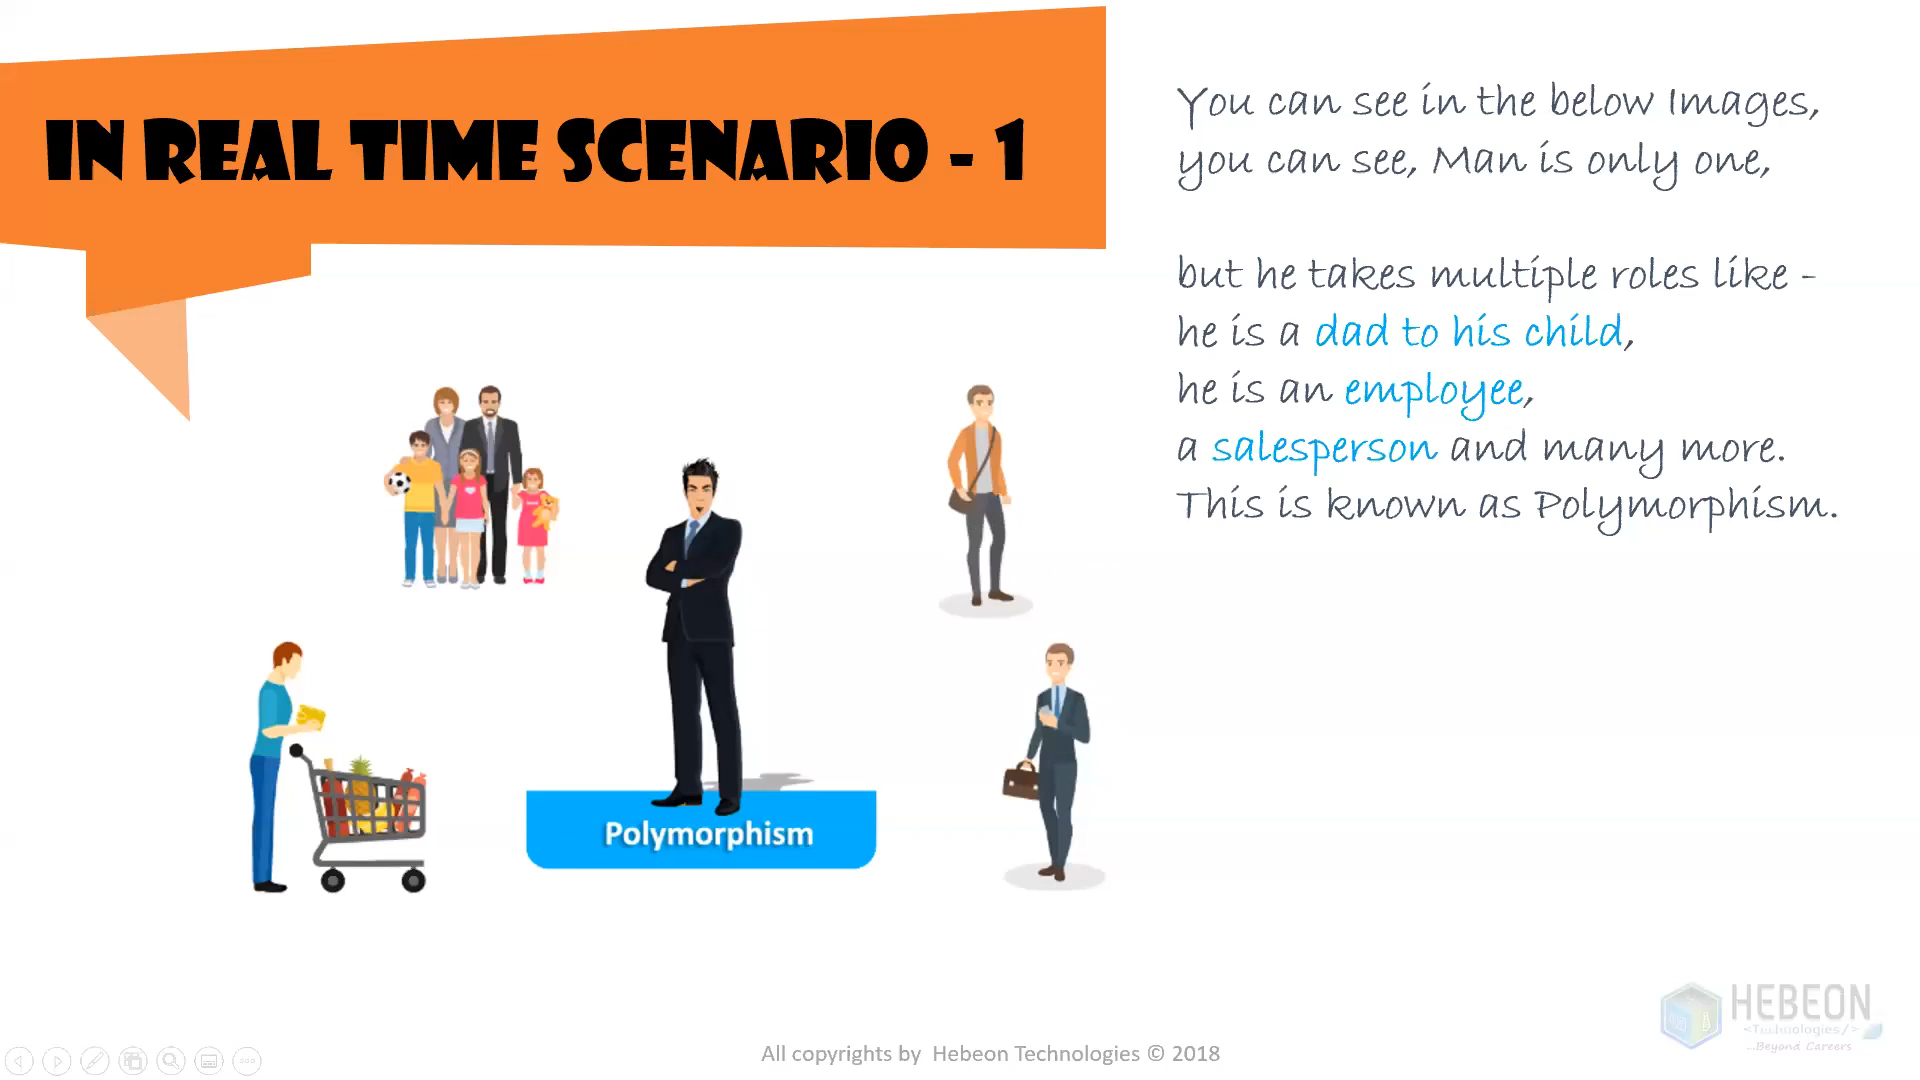 IN REAL TIME SCENARIO - 1
You can see in the below Images,
you can see, Man is only one,
but he takes multiple roles like -
he is a dad to his child,
he is an employee,
a salesperson and many more.
This is known as Polymorphism.
Polymorphism
HEBEON
<Technologies/>
...Beyond Careers
All copyrights by Hebeon Technologies © 2018